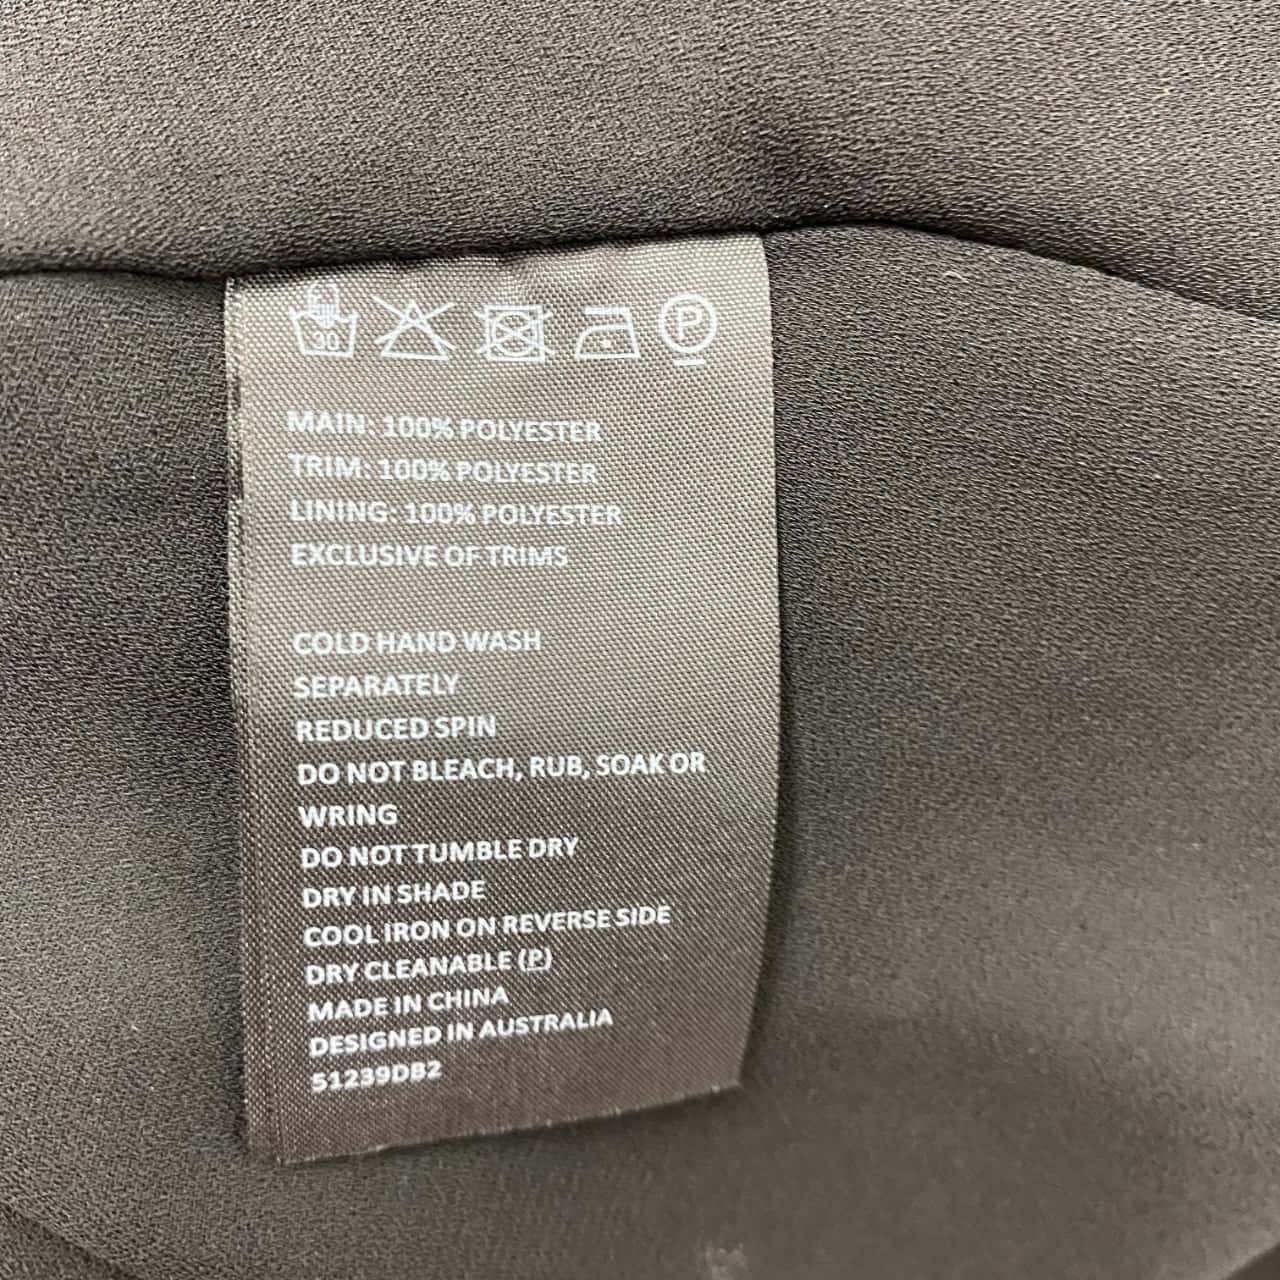 30 P
MAIN: 100% POLYESTER
TRIM: 100% POLYESTER
LINING: 100% POLYESTER
EXCLUSIVE OF TRIMS
COLD HAND WASH
SEPARATELY
REDUCED SPIN
DO NOT BLEACH, RUB, SOAK OR
WRING
DO NOT TUMBLE DRY
DRY IN SHADE
COOL IRON ON REVERSE SIDE
DRY CLEANABLE (P)
MADE IN CHINA
DESIGNED IN AUSTRALIA
51239DB2